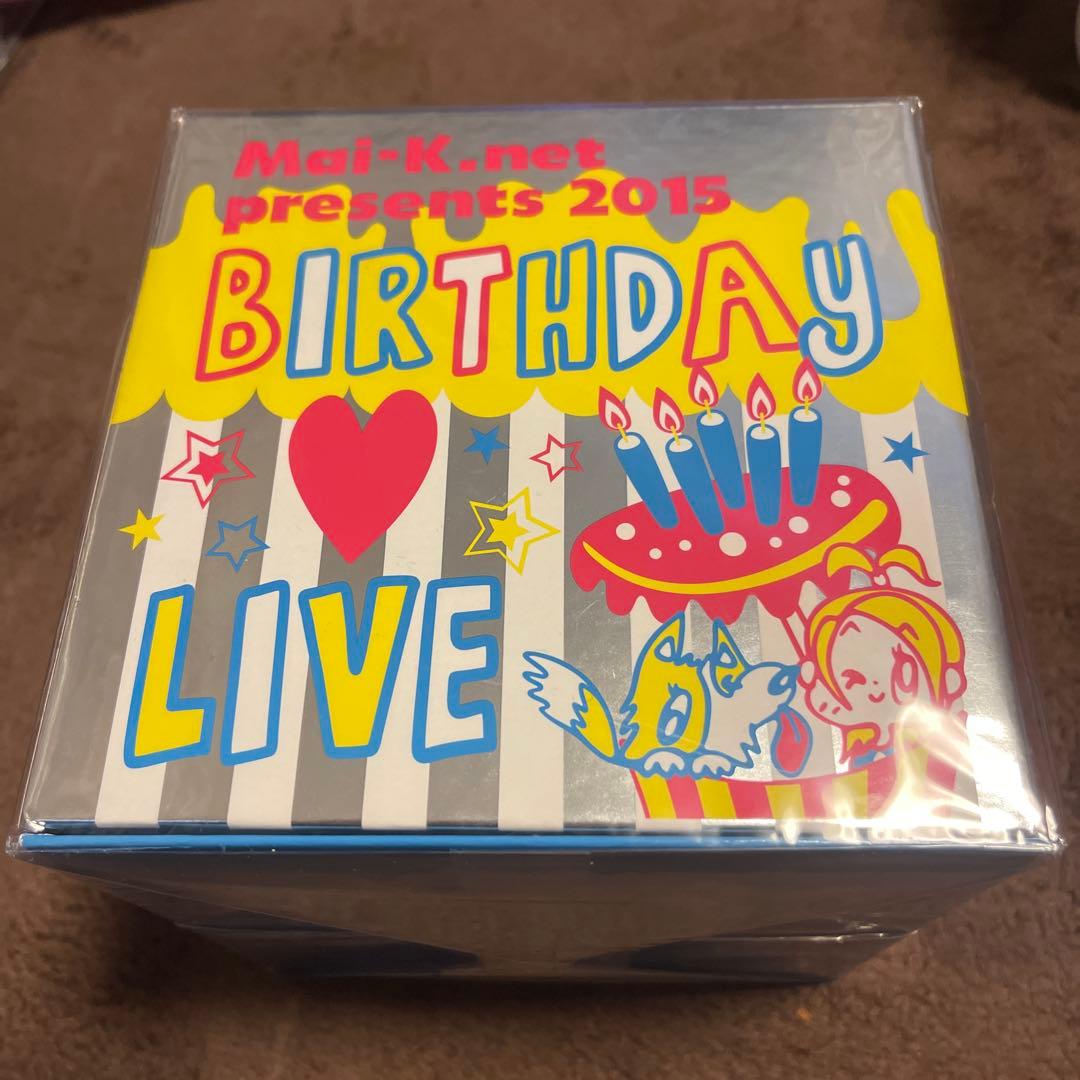 Mai-K.net
presents 2015
BIRTHDAY
LIVE